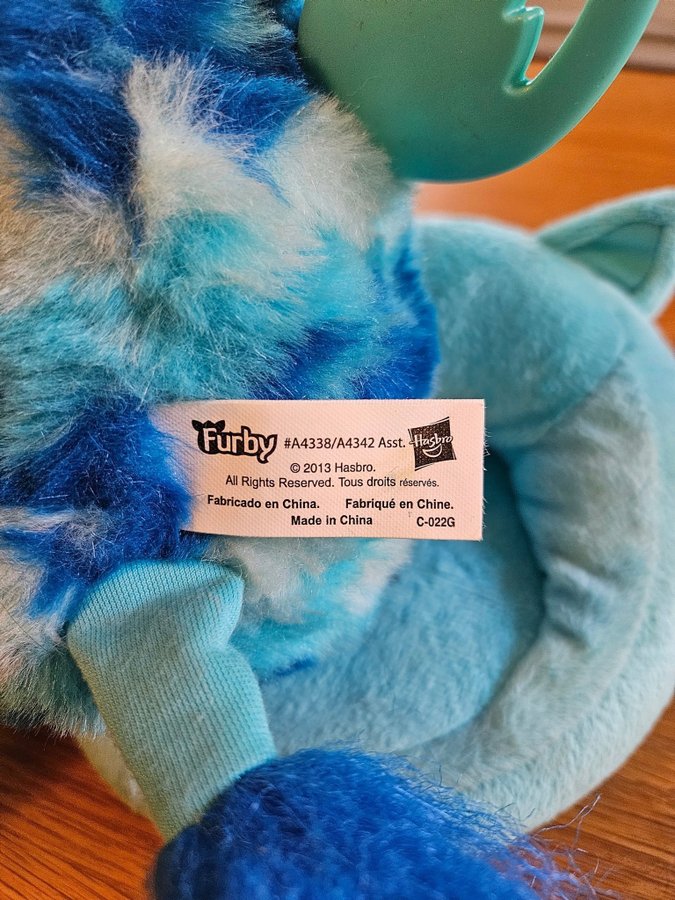 Furby #A4338/A4342 Asst. Hasbro
© 2013 Hasbro.
All Rights Reserved. Tous droits réservés.
Fabricado en China. Fabriqué en Chine.
Made in China C-022G